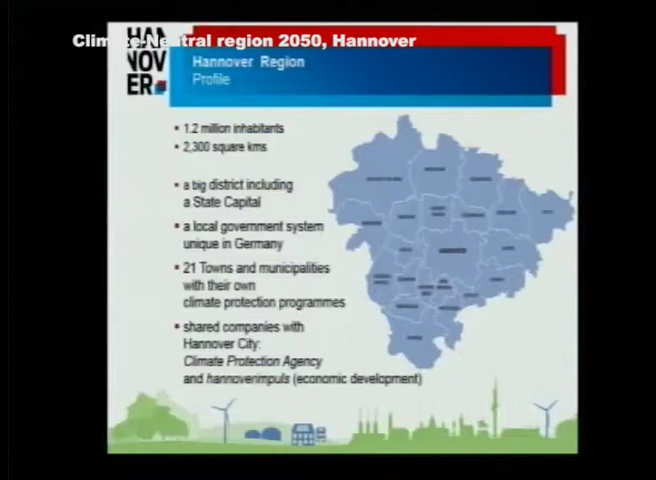 Climate-Neutral region 2050, Hannover
HAN
NOV
ER
Hannover Region
Profile
▪ 1.2 million inhabitants
▪ 2,300 square kms
▪ a big district including
a State Capital
▪ a local government system
unique in Germany
▪ 21 Towns and municipalities
with their own
climate protection programmes
▪ shared companies with
Hannover City:
Climate Protection Agency
and hannoverimpuls (economic development)